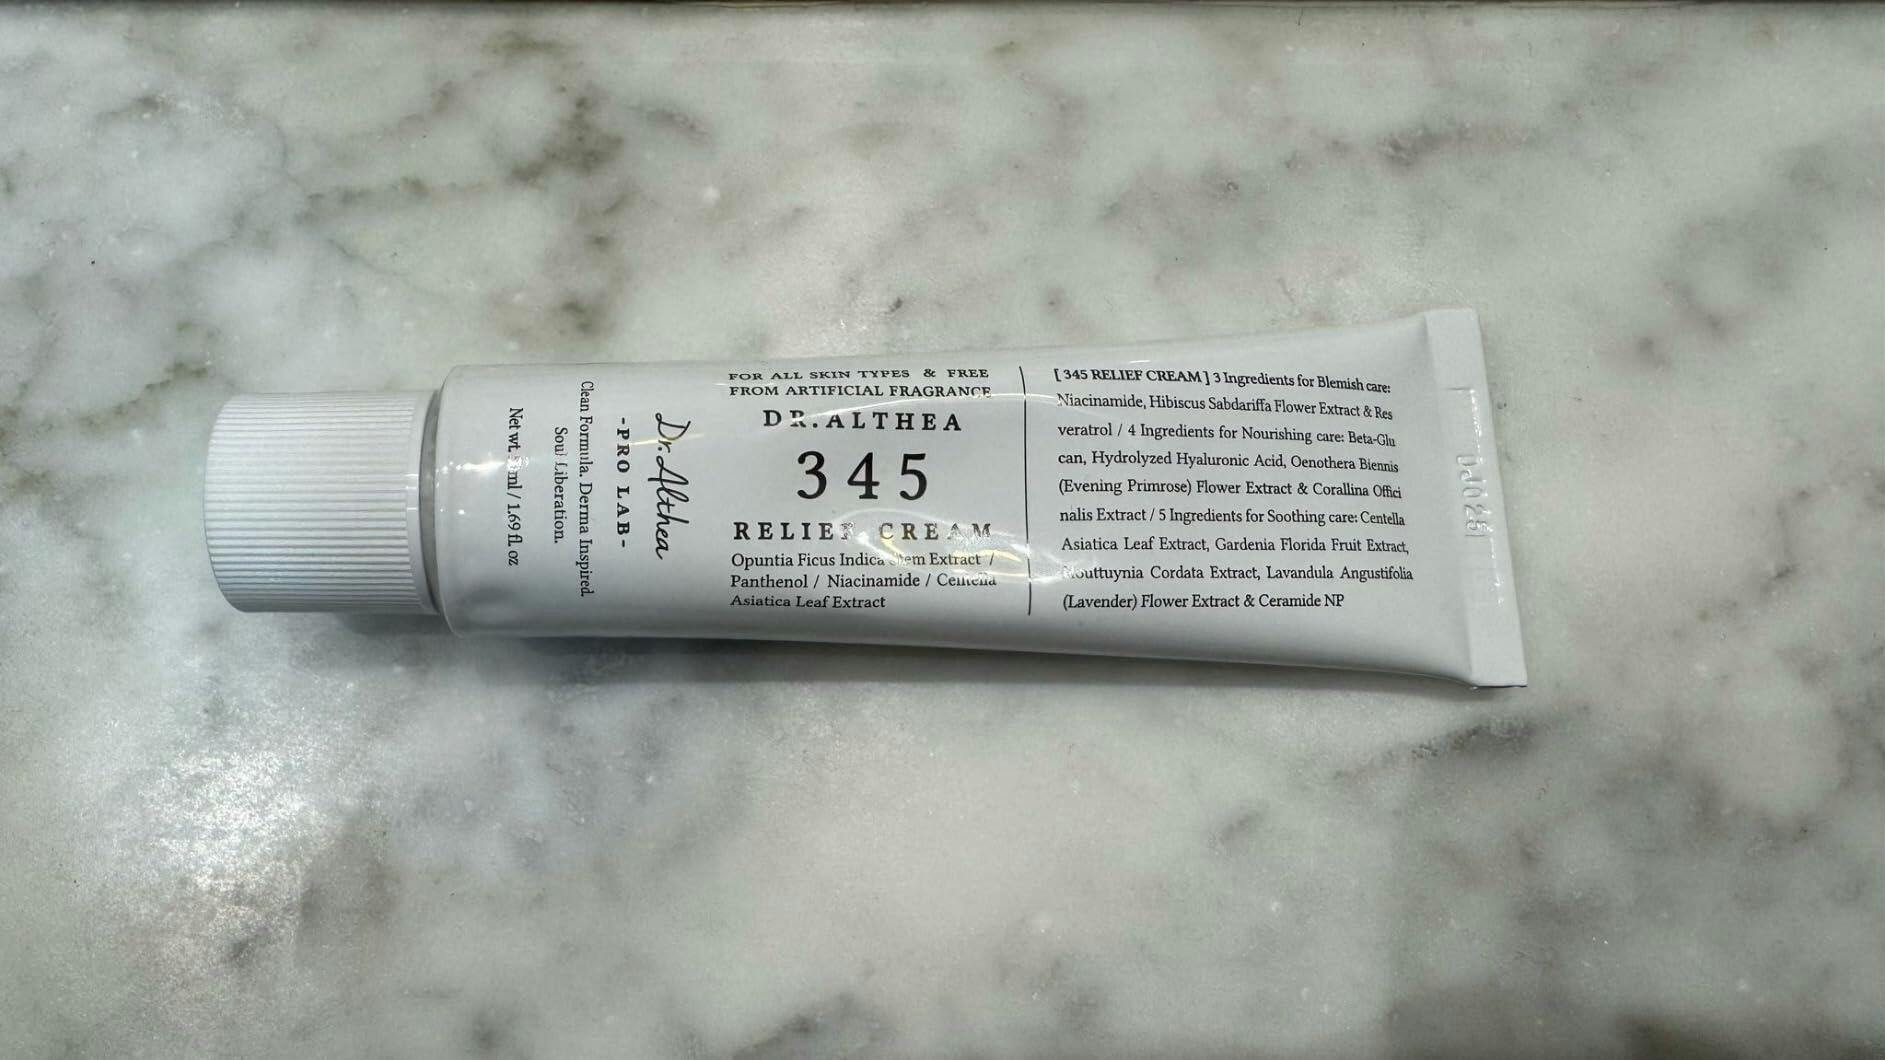 Net wt. ml / 1.69 fl. oz
Clean Formula. Derma Inspired.
Soul Liberation.
-PRO LAB-
Dr.Althea
FOR ALL SKIN TYPES & FREE
FROM ARTIFICIAL FRAGRANCE
DR.ALTHEA
345
RELIEF CREAM
Opuntia Ficus Indica Stem Extract /
Panthenol / Niacinamide / Centella
Asiatica Leaf Extract
[ 345 RELIEF CREAM ] 3 Ingredients for Blemish care:
Niacinamide, Hibiscus Sabdariffa Flower Extract & Res
veratrol / 4 Ingredients for Nourishing care: Beta-Glu
can, Hydrolyzed Hyaluronic Acid, Oenothera Biennis
(Evening Primrose) Flower Extract & Corallina Offici
nalis Extract / 5 Ingredients for Soothing care: Centella
Asiatica Leaf Extract, Gardenia Florida Fruit Extract,
Houttuynia Cordata Extract, Lavandula Angustifolia
(Lavender) Flower Extract & Ceramide NP